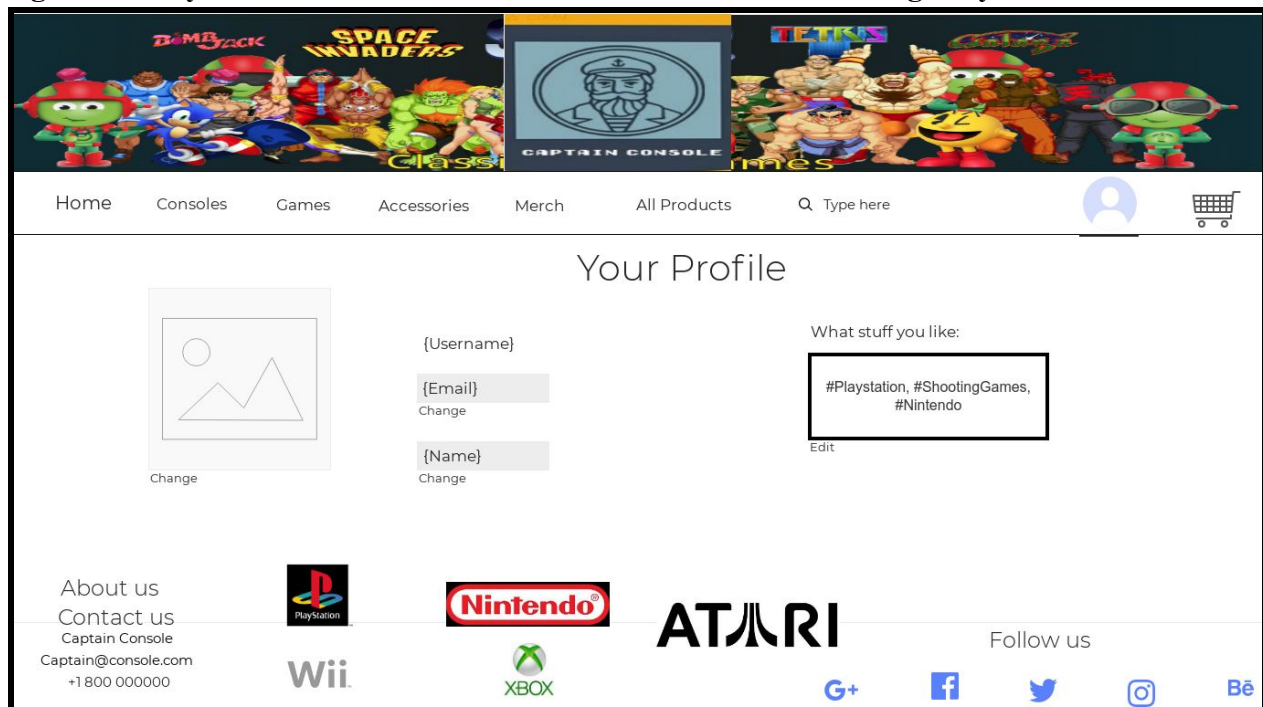 BOMBJACK
SPACE
INVADERS
TETRIS
Galaga
CAPTAIN CONSOLE
Home Consoles Games Accessories Merch All Products Type here
Your Profile
{Username}
{Email}
Change
{Name}
Change
Change
What stuff you like:
#Playstation, #ShootingGames,
#Nintendo
Edit
About us
Contact us
Captain Console
Captain@console.com
+1 800 000000
PlayStation
Nintendo®
ATARI
Wii
XBOX
Follow us
G+
Bē